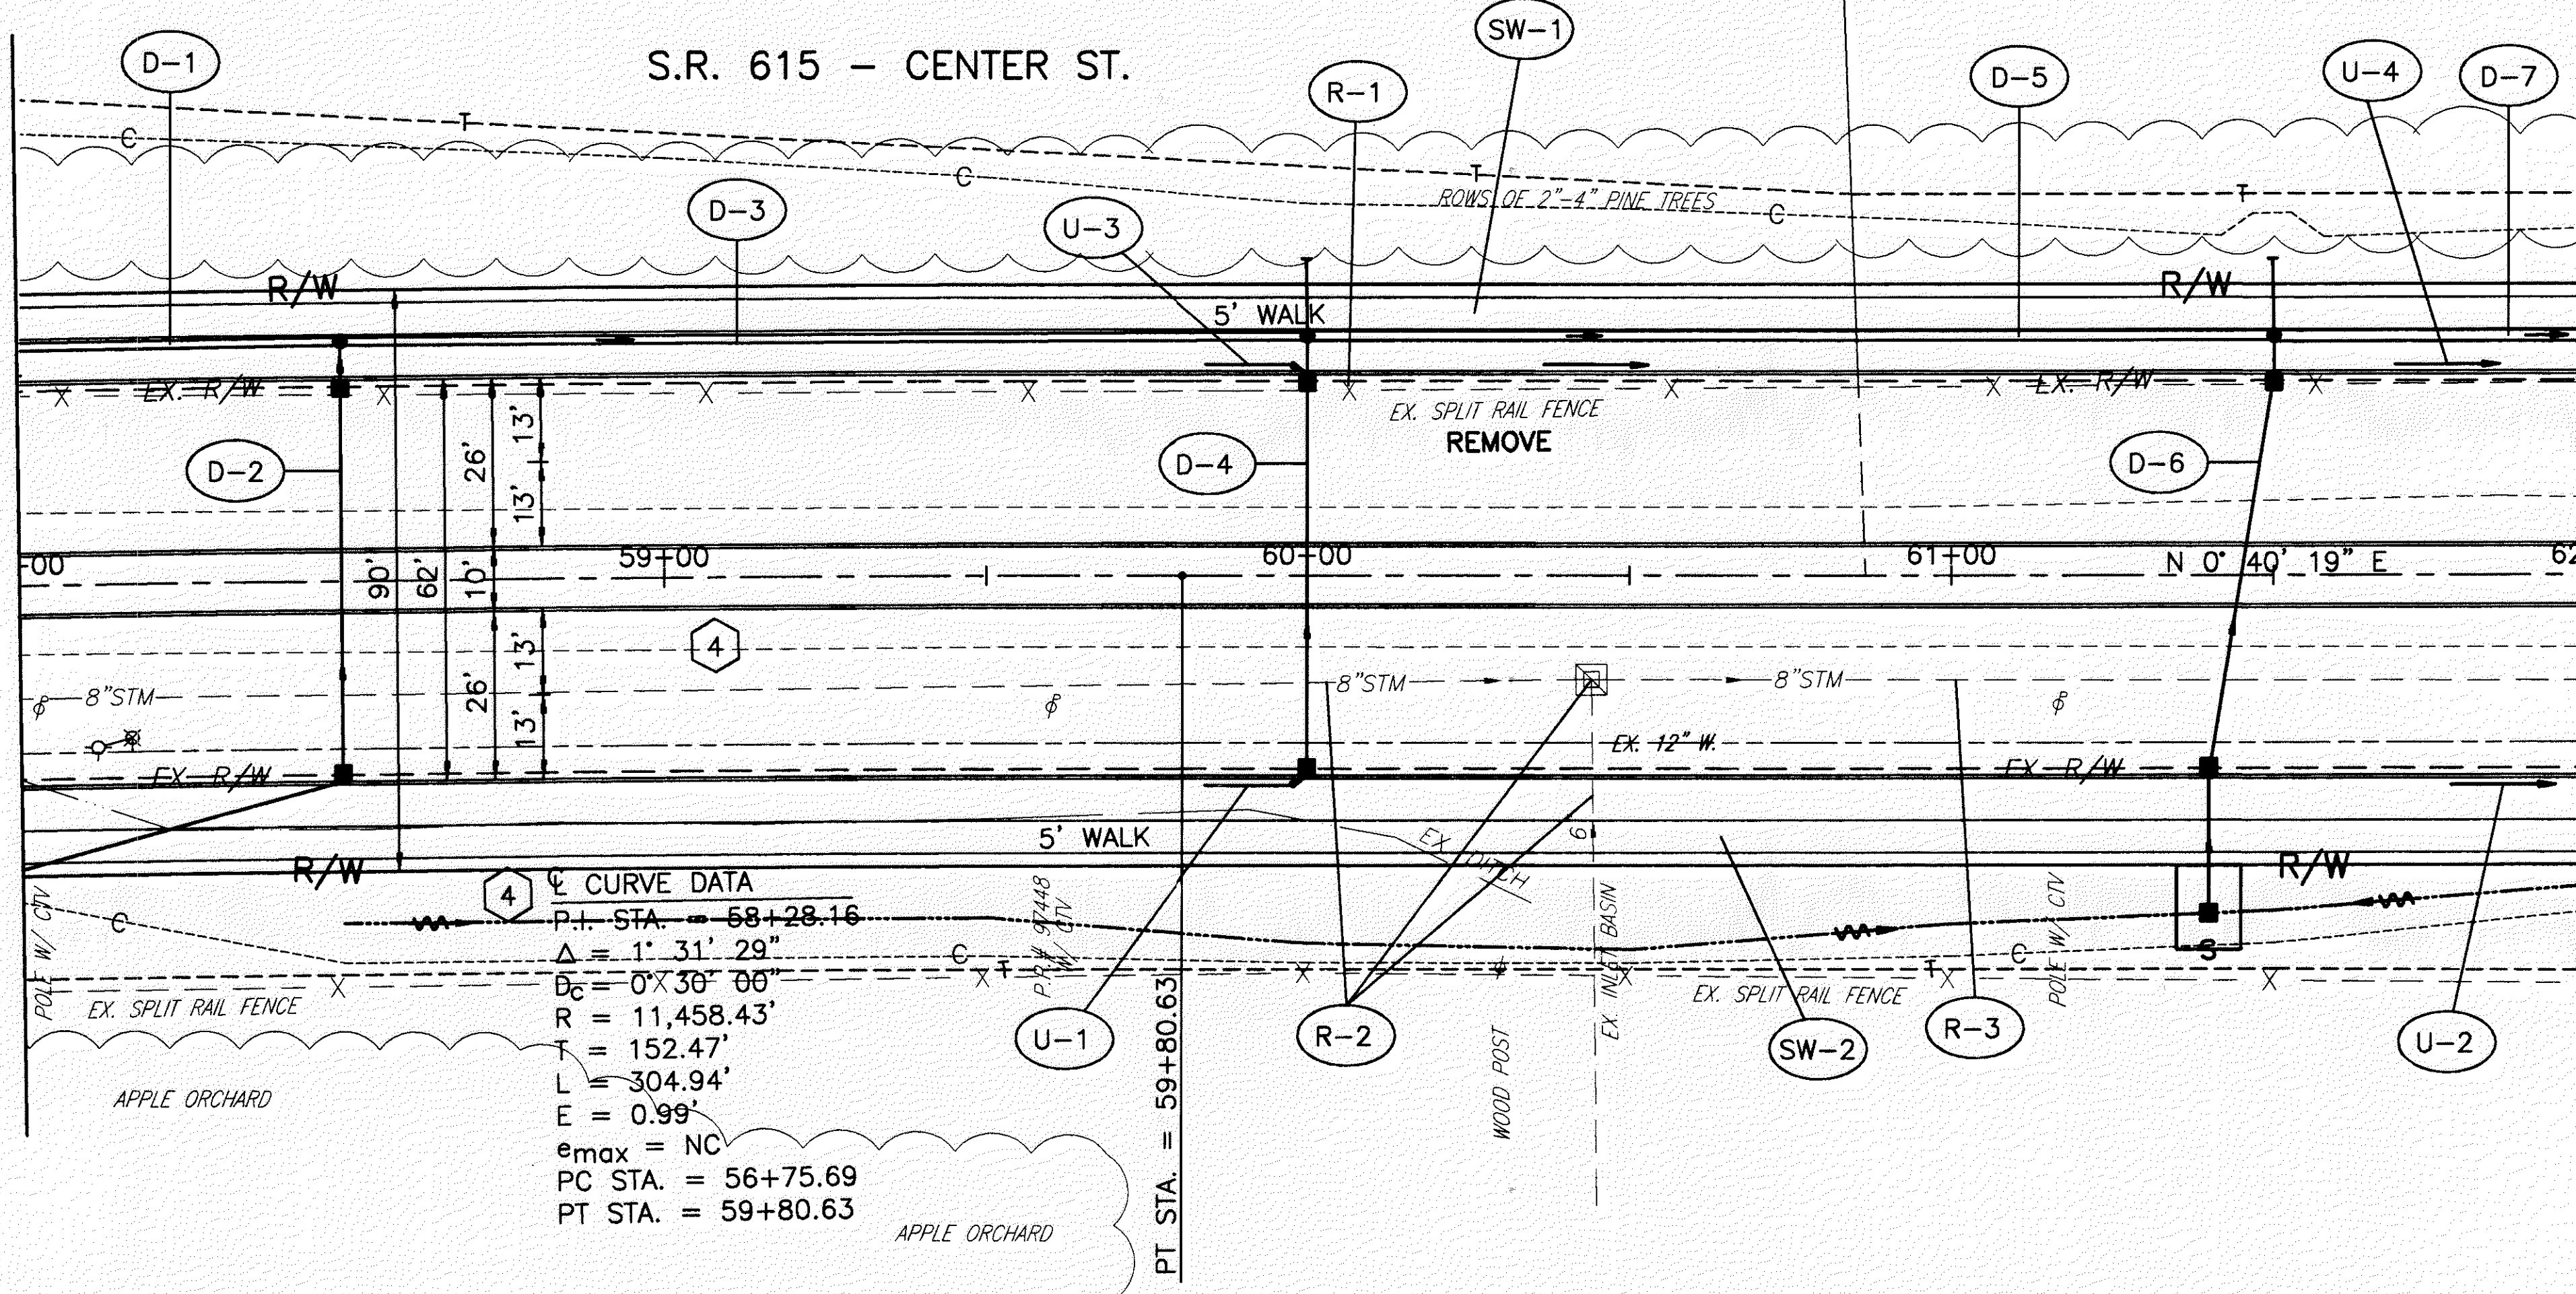 S.R. 615 – CENTER ST.
D-1
SW-1
R-1
D-5
U-4
D-7
T
C
T
C
T
C
T
ROWS OF 2"-4" PINE TREES
D-3
U-3
R/W
R/W
5' WALK
EX. R/W
EX. R/W
X X X X X X X X
EX. SPLIT RAIL FENCE
REMOVE
D-2
D-4
D-6
13'
26'
13'
-00
59+00
60+00
61+00
N 0° 40' 19" E
62
90'
62'
10'
4
13'
26'
13'
8"STM
8"STM
8"STM
EX. 12" W.
EX R/W
EX R/W
5' WALK
EX DITCH
6
R/W
R/W
4
℄ CURVE DATA
P.I. STA. = 58+28.16
Δ = 1° 31' 29"
Dc = 0° 30' 00"
R = 11,458.43'
T = 152.47'
L = 304.94'
E = 0.99'
emax = NC
PC STA. = 56+75.69
PT STA. = 59+80.63
POLE W/ CTV
C
X
EX. SPLIT RAIL FENCE
APPLE ORCHARD
APPLE ORCHARD
W/ CTV
C
X
T
PT STA. = 59+80.63
U-1
R-2
WOOD POST
EX. INLET BASIN
EX. SPLIT RAIL FENCE
SW-2
R-3
T
X
C
POLE W/ CTV
S
X
U-2